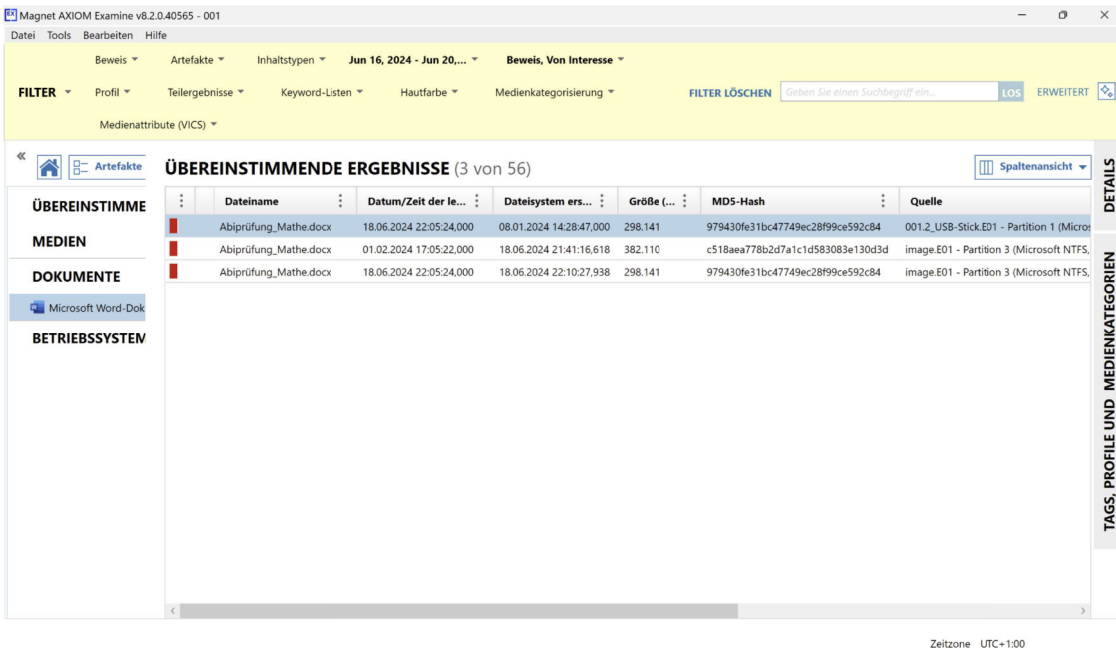 Magnet AXIOM Examine v8.2.0.40565 - 001
Datei Tools Bearbeiten Hilfe
Beweis Artefakte Inhaltstypen Jun 16, 2024 - Jun 20,... Beweis, Von Interesse
FILTER Profil Teilergebnisse Keyword-Listen Hautfarbe Medienkategorisierung FILTER LÖSCHEN Geben Sie einen Suchbegriff ein... LOS ERWEITERT
Medienattribute (VICS)
Artefakte ÜBEREINSTIMMENDE ERGEBNISSE (3 von 56) Spaltenansicht
ÜBEREINSTIMME
MEDIEN
DOKUMENTE
Microsoft Word-Dok
BETRIEBSSYSTEM
Dateiname Datum/Zeit der le... Dateisystem ers... Größe (... MD5-Hash Quelle
Abiprüfung_Mathe.docx 18.06.2024 22:05:24,000 08.01.2024 14:28:47,000 298.141 979430fe31bc47749ec28f99ce592c84 001.2_USB-Stick.E01 - Partition 1 (Micros
Abiprüfung_Mathe.docx 01.02.2024 17:05:22,000 18.06.2024 21:41:16,618 382.110 c518aea778b2d7a1c1d583083e130d3d image.E01 - Partition 3 (Microsoft NTFS,
Abiprüfung_Mathe.docx 18.06.2024 22:05:24,000 18.06.2024 22:10:27,938 298.141 979430fe31bc47749ec28f99ce592c84 image.E01 - Partition 3 (Microsoft NTFS,
DETAILS
TAGS, PROFILE UND MEDIENKATEGORIEN
Zeitzone UTC+1:00